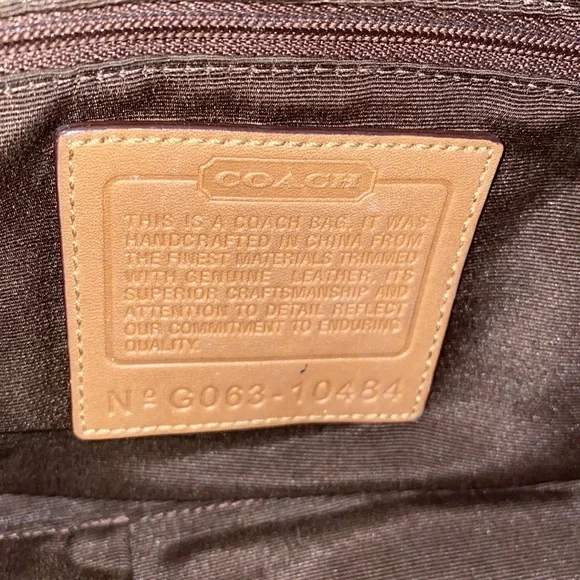 COACH
THIS IS A COACH BAG. IT WAS
HANDCRAFTED IN CHINA FROM
THE FINEST MATERIALS TRIMMED
WITH GENUINE LEATHER. ITS
SUPERIOR CRAFTSMANSHIP AND
ATTENTION TO DETAIL REFLECT
OUR COMMITMENT TO ENDURING
QUALITY.
Nº G063-10484